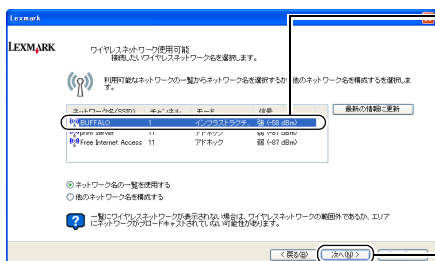 Lexmark
LEXMARK
ワイヤレスネットワーク使用可能
接続したいワイヤレスネットワーク名を選択します。
利用可能なネットワークの一覧からネットワーク名を選択するか、他のネットワーク名を構成するを選択しま
す。
ネットワーク名(SSID) チャンネル モード 信号
最新の情報に更新
BUFFALO 1 インフラストラクチ... 強 (-58 dBm)
print server 11 アドホック 弱 (-87 dBm)
Free Internet Access 11 アドホック 弱 (-87 dBm)
ネットワーク名の一覧を使用する
他のネットワーク名を構成する
一覧にワイヤレスネットワークが表示されない場合は、ワイヤレスネットワークの範囲外であるか、エリア
にネットワークがブロードキャストされていない可能性があります。
< 戻る(B) 次へ(N) >